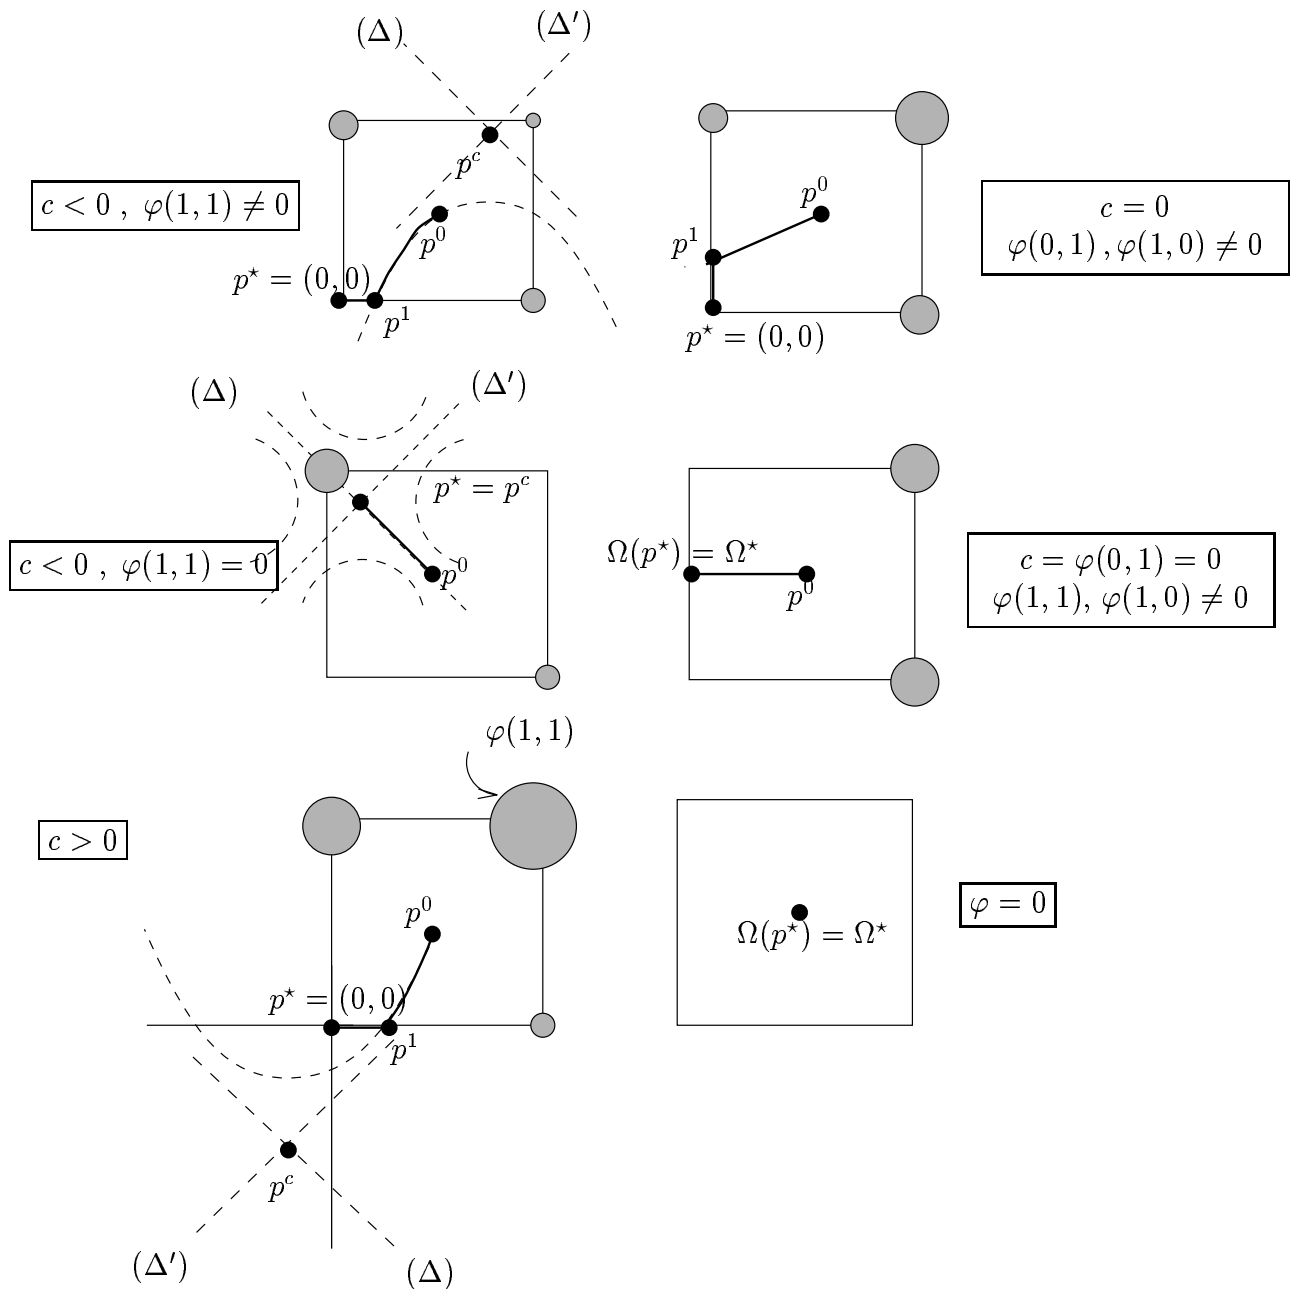 (Δ)
(Δ′)
p^c
c < 0 , φ(1, 1) ≠ 0
p^0
p^⋆ = (0, 0)
p^1
p^0
c = 0
φ(0, 1) , φ(1, 0) ≠ 0
p^1
p^⋆ = (0, 0)
(Δ)
(Δ′)
p^⋆ = p^c
c < 0 , φ(1, 1) = 0
p^0
Ω(p^⋆) = Ω^⋆
p^0
c = φ(0, 1) = 0
φ(1, 1), φ(1, 0) ≠ 0
φ(1, 1)
c > 0
p^0
p^⋆ = (0, 0)
p^1
p^c
(Δ′)
(Δ)
Ω(p^⋆) = Ω^⋆
φ = 0